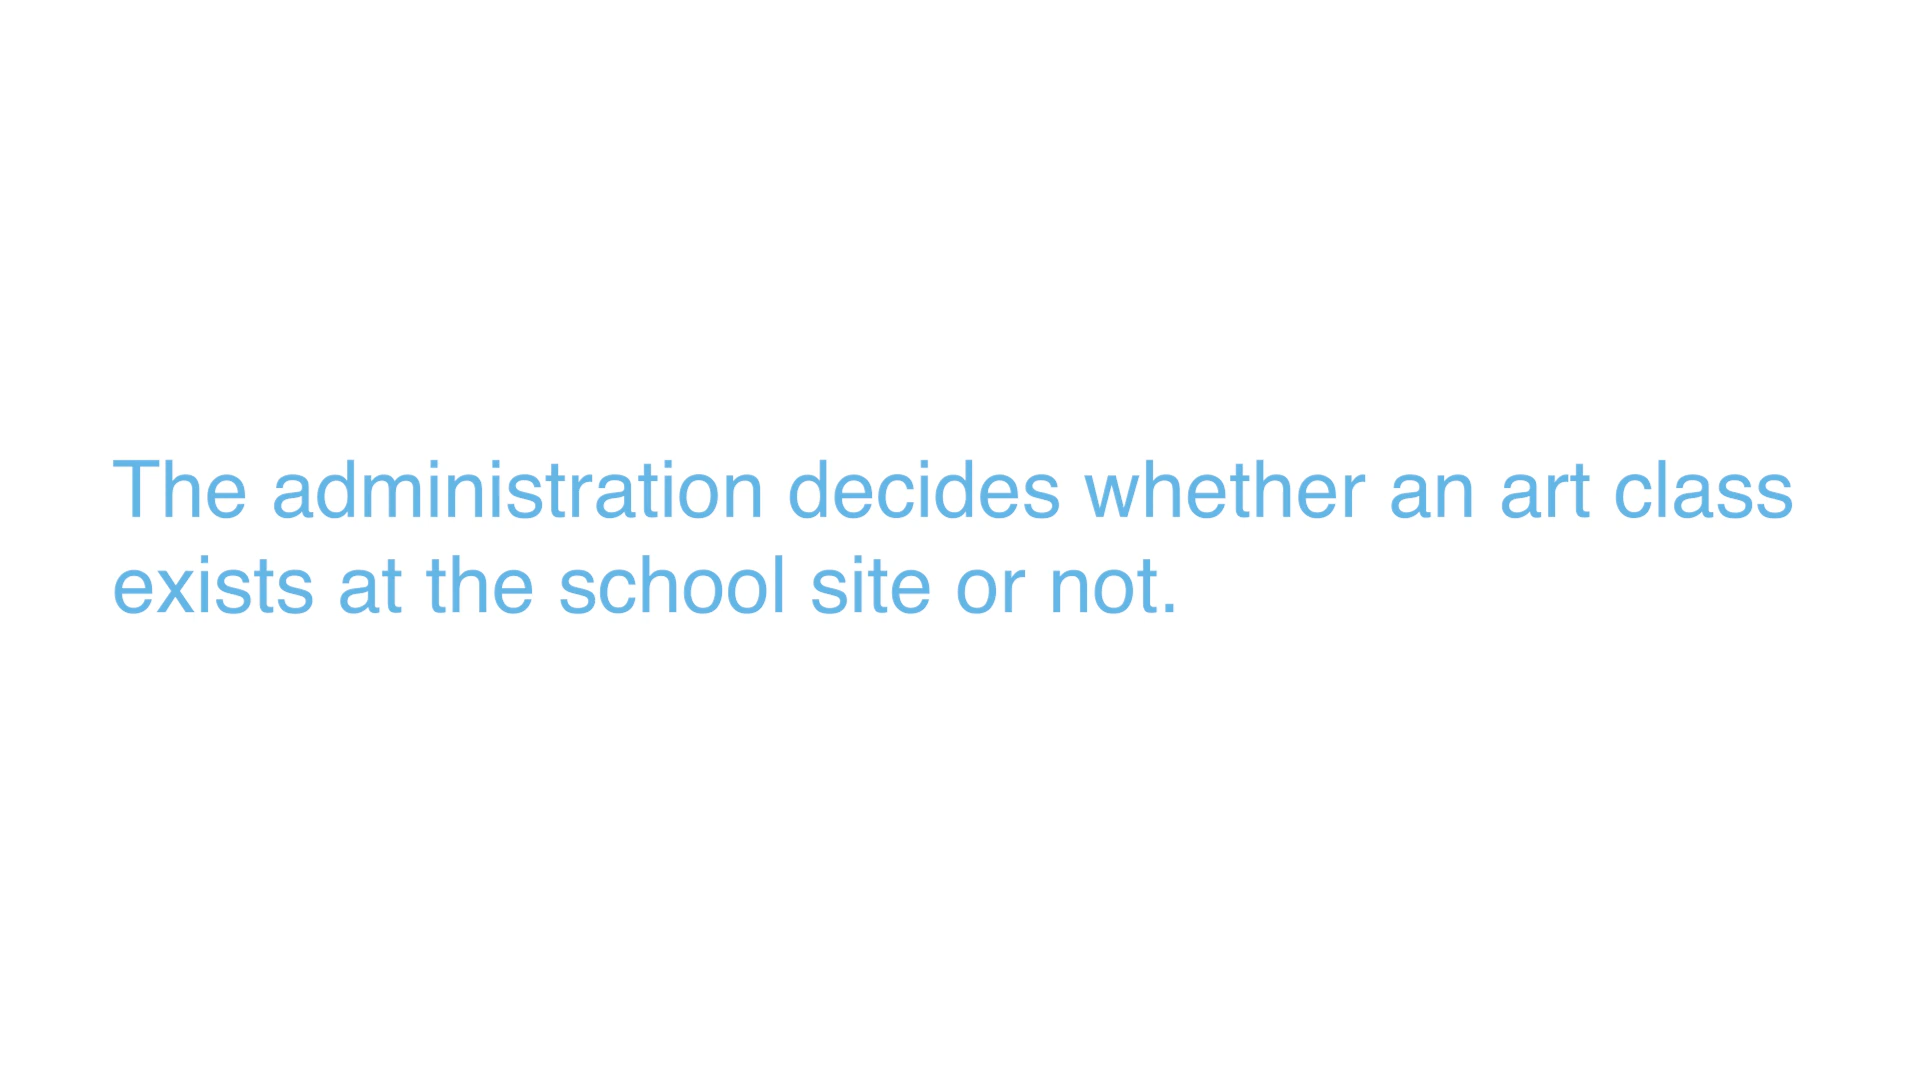 The administration decides whether an art class
exists at the school site or not.